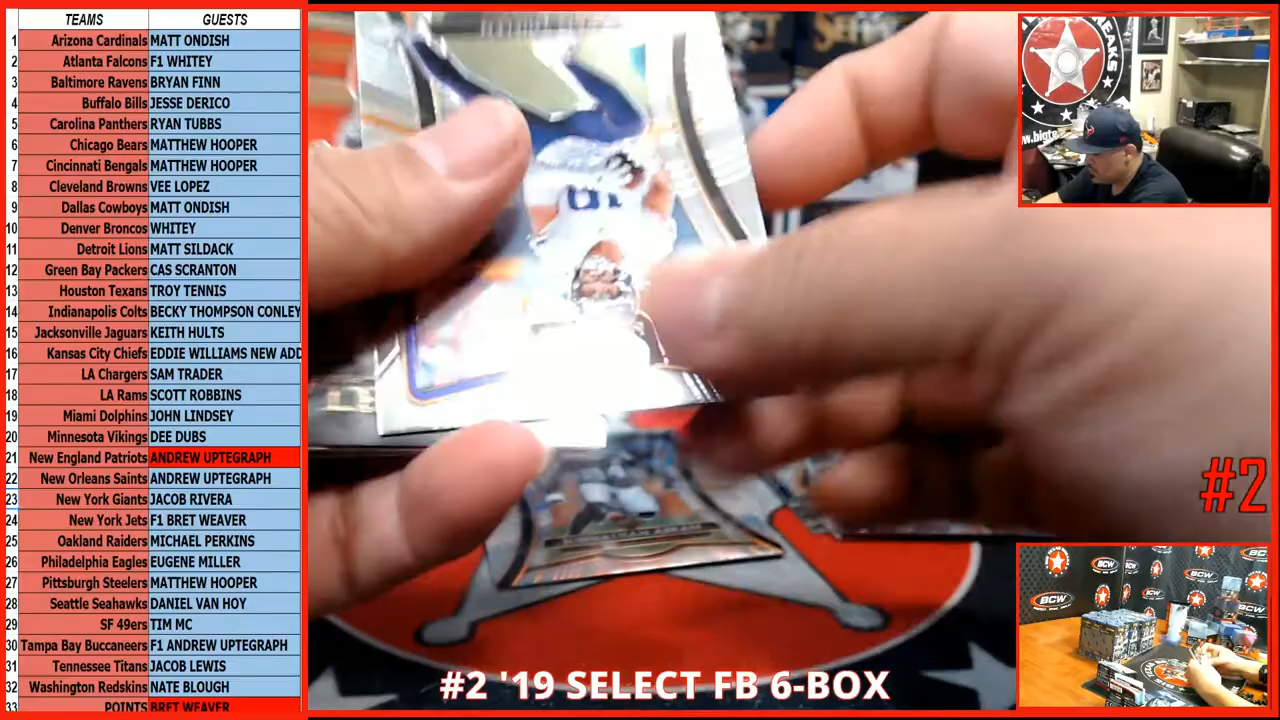 TEAMS GUESTS
1 Arizona Cardinals MATT ONDISH
2 Atlanta Falcons F1 WHITEY
3 Baltimore Ravens BRYAN FINN
4 Buffalo Bills JESSE DERICO
5 Carolina Panthers RYAN TUBBS
6 Chicago Bears MATTHEW HOOPER
7 Cincinnati Bengals MATTHEW HOOPER
8 Cleveland Browns VEE LOPEZ
9 Dallas Cowboys MATT ONDISH
10 Denver Broncos WHITEY
11 Detroit Lions MATT SILDACK
12 Green Bay Packers CAS SCRANTON
13 Houston Texans TROY TENNIS
14 Indianapolis Colts BECKY THOMPSON CONLEY
15 Jacksonville Jaguars KEITH HULTS
16 Kansas City Chiefs EDDIE WILLIAMS NEW ADD
17 LA Chargers SAM TRADER
18 LA Rams SCOTT ROBBINS
19 Miami Dolphins JOHN LINDSEY
20 Minnesota Vikings DEE DUBS
21 New England Patriots ANDREW UPTEGRAPH
22 New Orleans Saints ANDREW UPTEGRAPH
23 New York Giants JACOB RIVERA
24 New York Jets F1 BRET WEAVER
25 Oakland Raiders MICHAEL PERKINS
26 Philadelphia Eagles EUGENE MILLER
27 Pittsburgh Steelers MATTHEW HOOPER
28 Seattle Seahawks DANIEL VAN HOY
29 SF 49ers TIM MC
30 Tampa Bay Buccaneers F1 ANDREW UPTEGRAPH
31 Tennessee Titans JACOB LEWIS
32 Washington Redskins NATE BLOUGH
33 POINTS BRET WEAVER
#2
#2 '19 SELECT FB 6-BOX
BREAKS
www.bigte
BCW
BCW
BCW